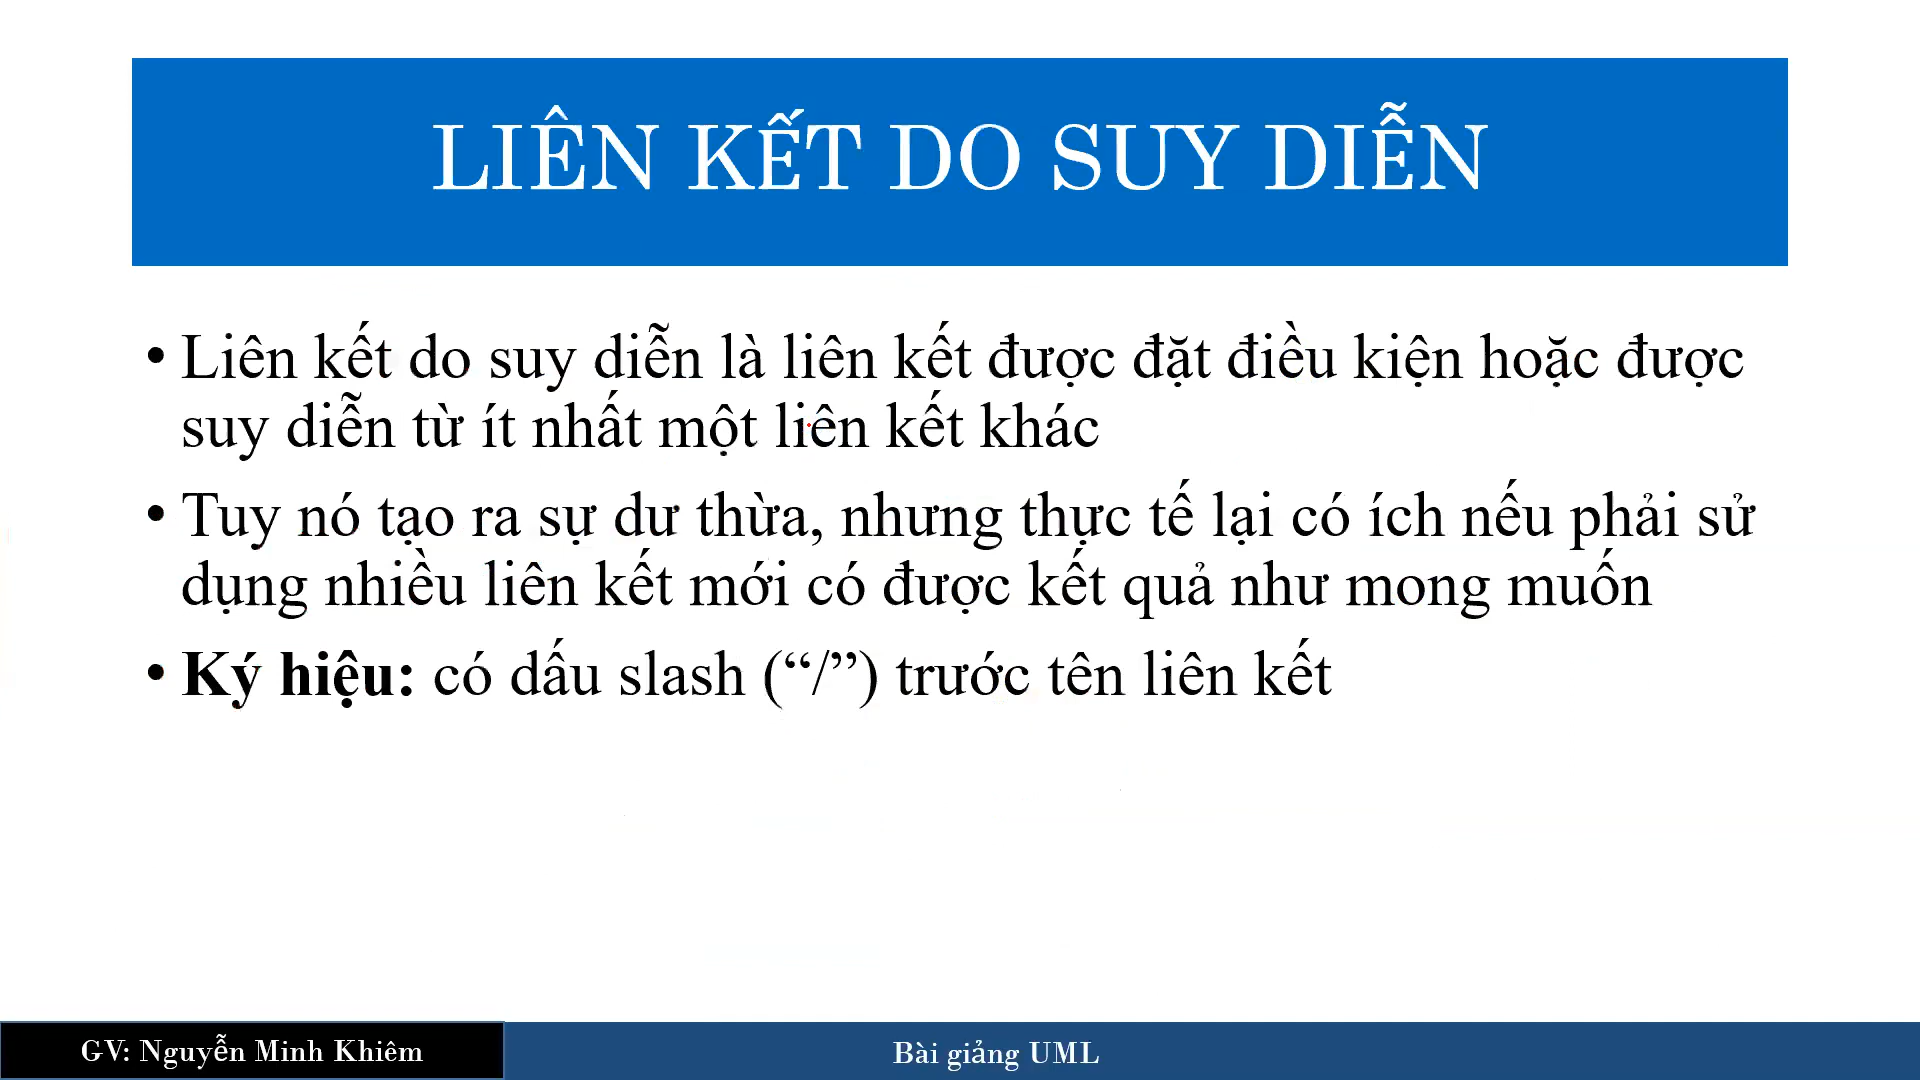 LIÊN KẾT DO SUY DIỄN
• Liên kết do suy diễn là liên kết được đặt điều kiện hoặc được
suy diễn từ ít nhất một liên kết khác
• Tuy nó tạo ra sự dư thừa, nhưng thực tế lại có ích nếu phải sử
dụng nhiều liên kết mới có được kết quả như mong muốn
• Ký hiệu: có dấu slash (“/”) trước tên liên kết
GV: Nguyễn Minh Khiêm
Bài giảng UML